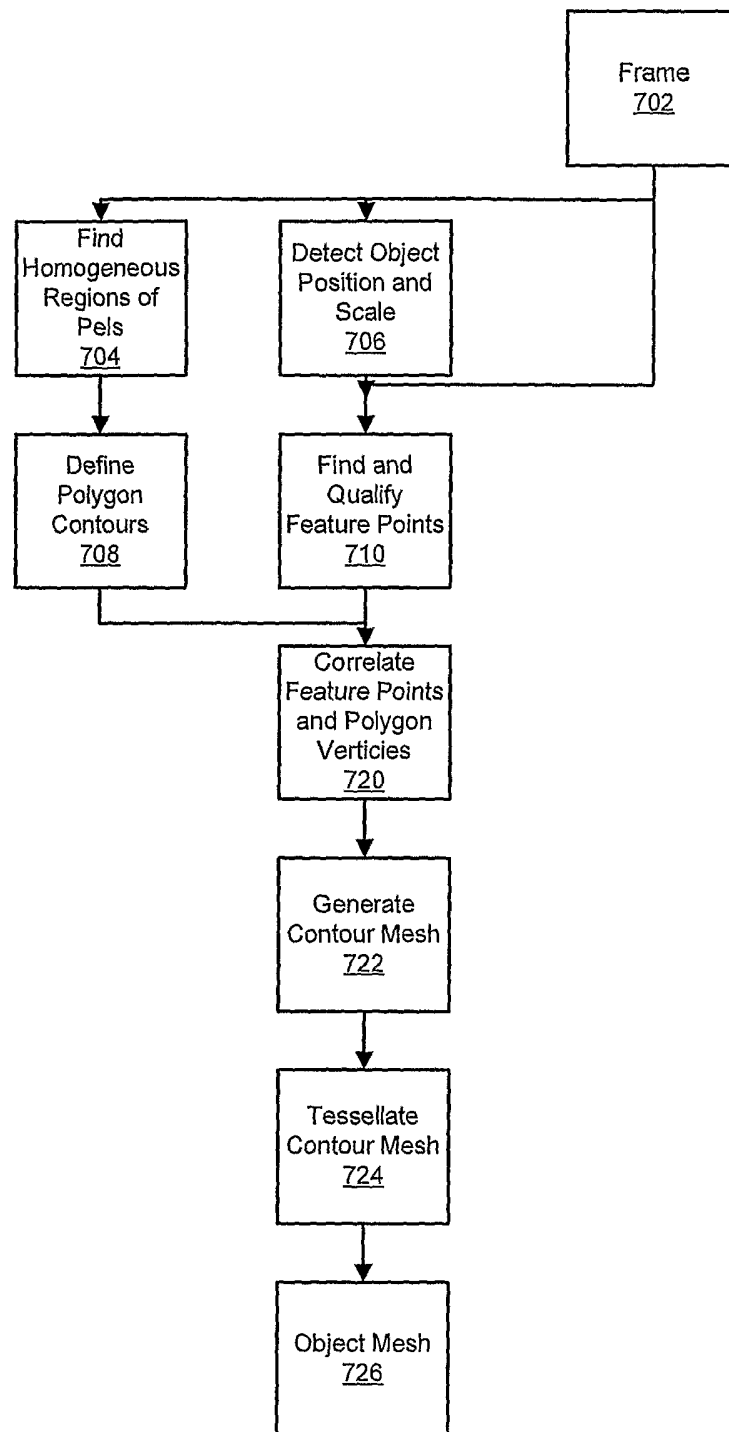 Frame
702
Find
Homogeneous
Regions of
Pels
704
Detect Object
Position and
Scale
706
Define
Polygon
Contours
708
Find and
Qualify
Feature Points
710
Correlate
Feature Points
and Polygon
Verticies
720
Generate
Contour Mesh
722
Tessellate
Contour Mesh
724
Object Mesh
726